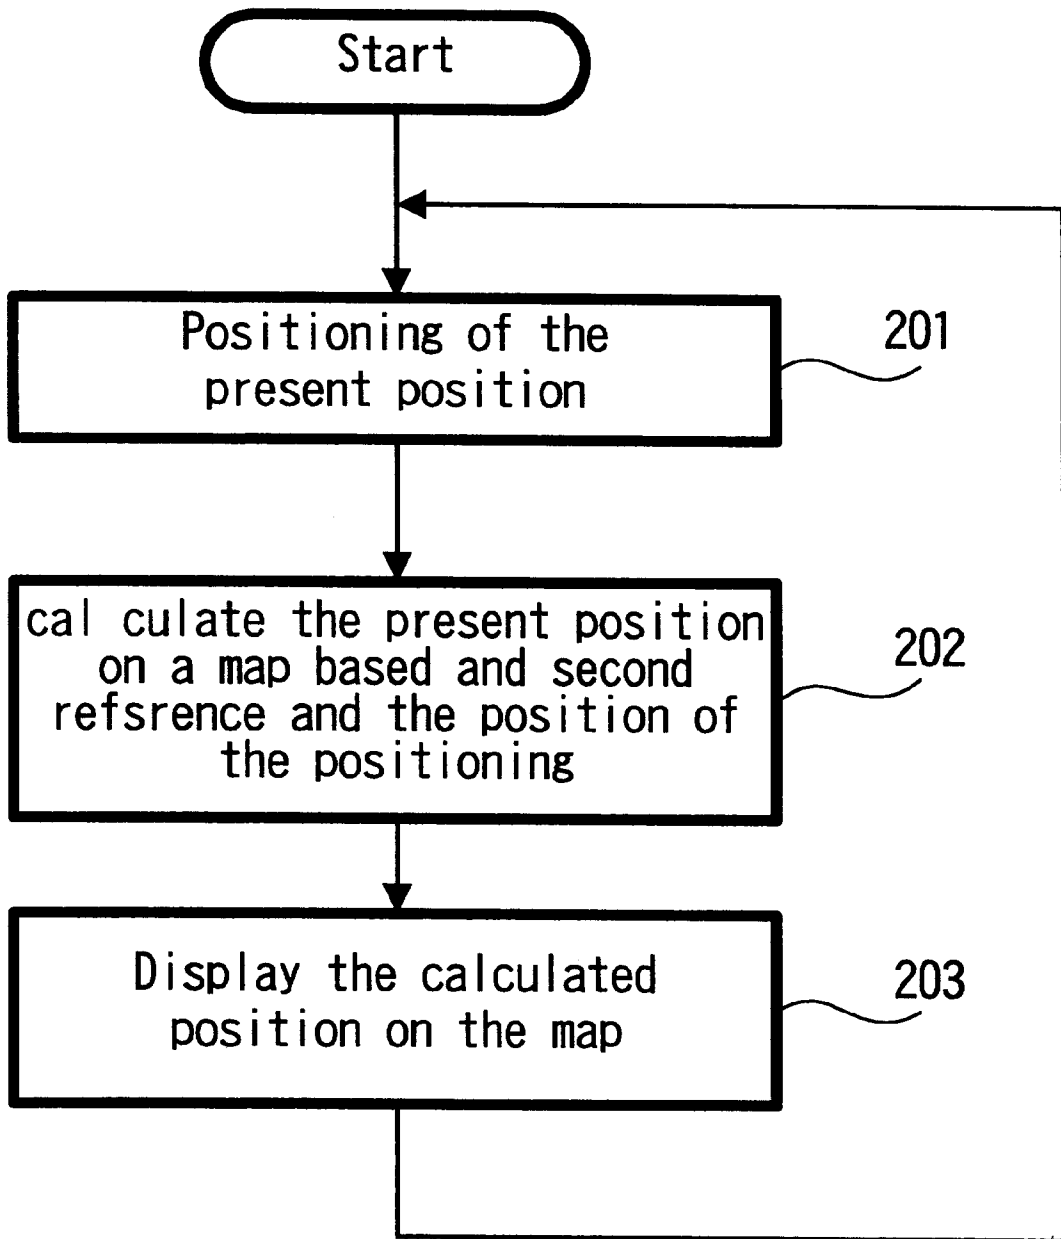 Start
Positioning of the
present position
201
cal culate the present position
on a map based and second
refsrence and the position of
the positioning
202
Display the calculated
position on the map
203